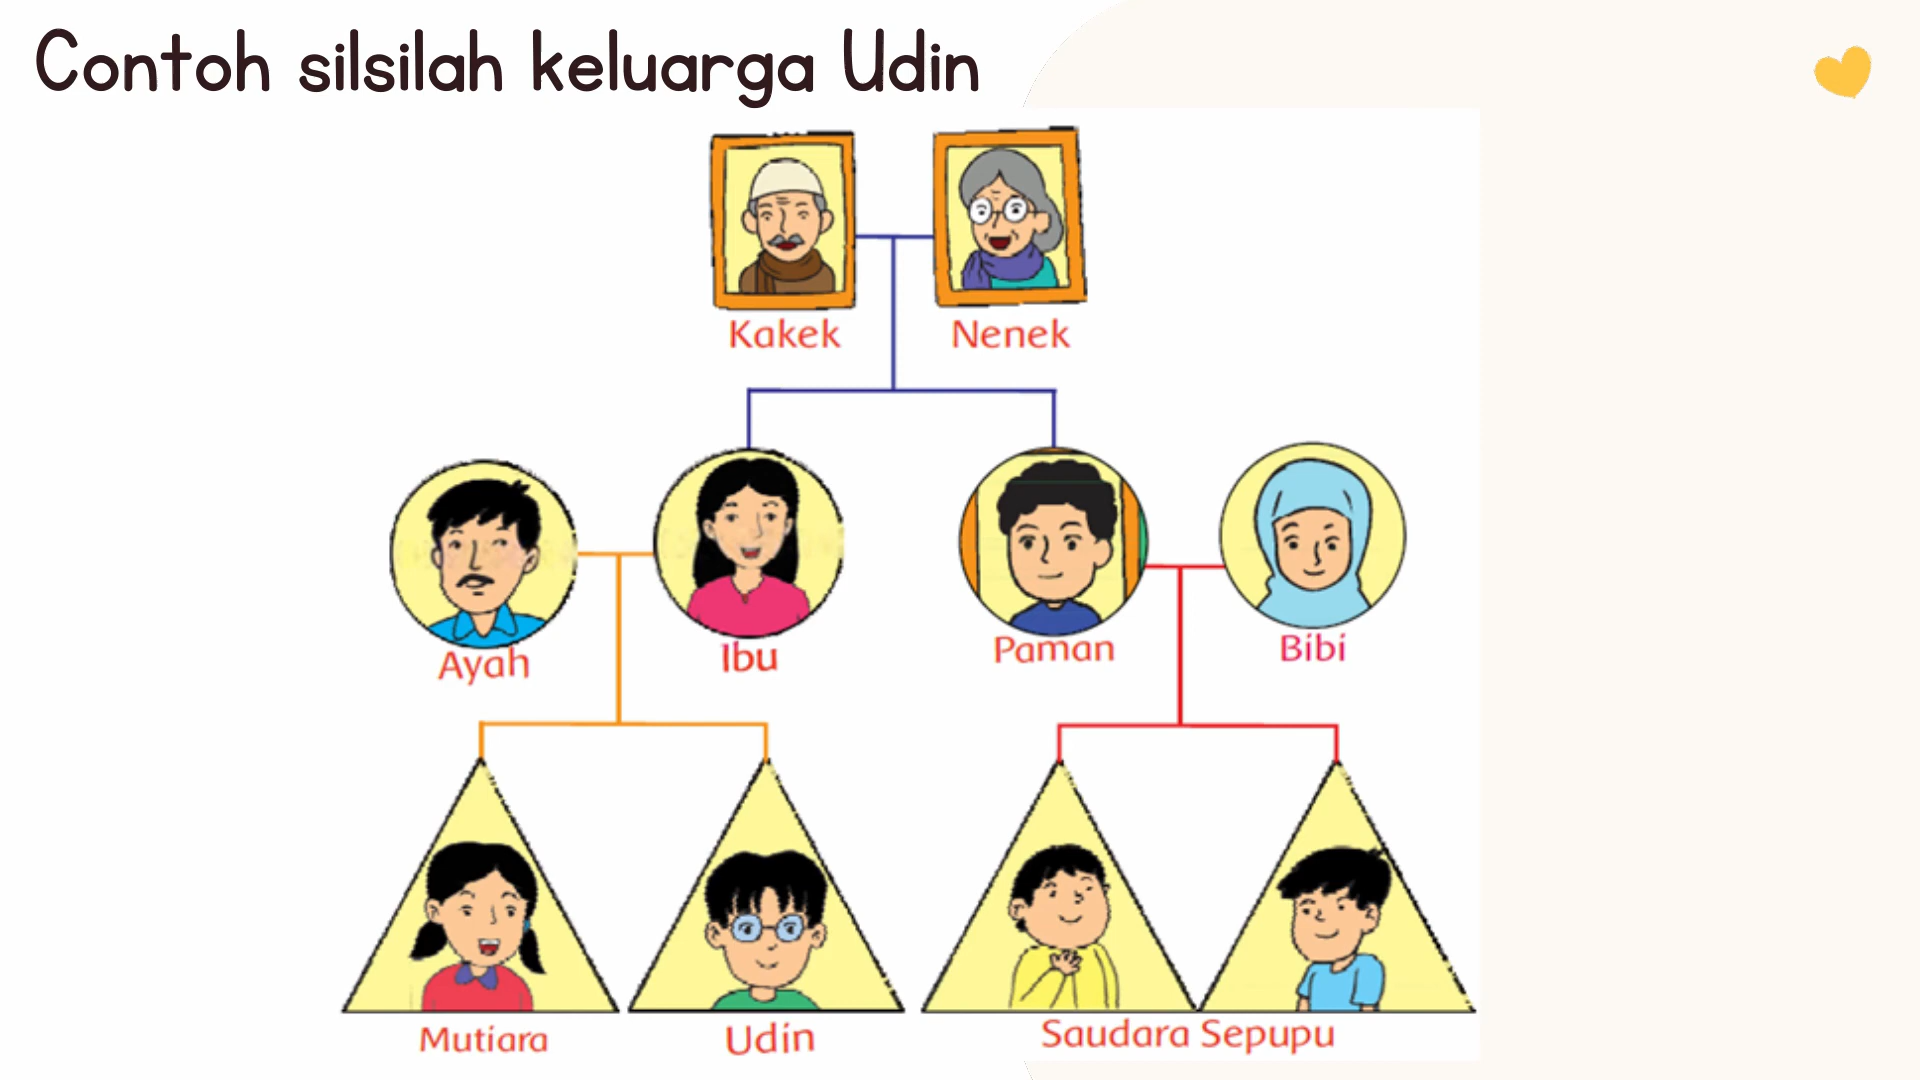 Contoh silsilah keluarga Udin
Kakek
Nenek
Ayah
Ibu
Paman
Bibi
Mutiara
Udin
Saudara Sepupu